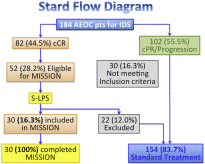 Stard Flow Diagram
184 AEOC pts for IDS
82 (44.5%) cCR
102 (55.5%)
cPR/Progression
52 (28.2%) Eligible
for MISSION
30 (16.3%)
Not meeting
Inclusion criteria
S-LPS
30 (16.3%) included
in MISSION
22 (12.0%)
Excluded
30 (100%) completed
MISSION
154 (83.7%)
Standard Treatment